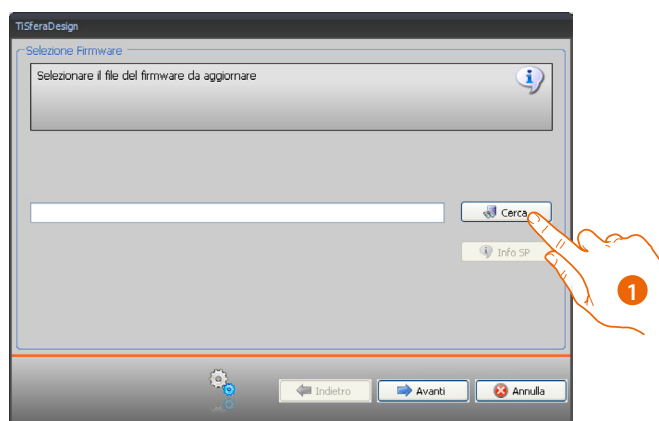 TiSferaDesign
Selezione Firmware
Selezionare il file del firmware da aggiornare
Cerca
Info SP
1
Indietro
Avanti
Annulla